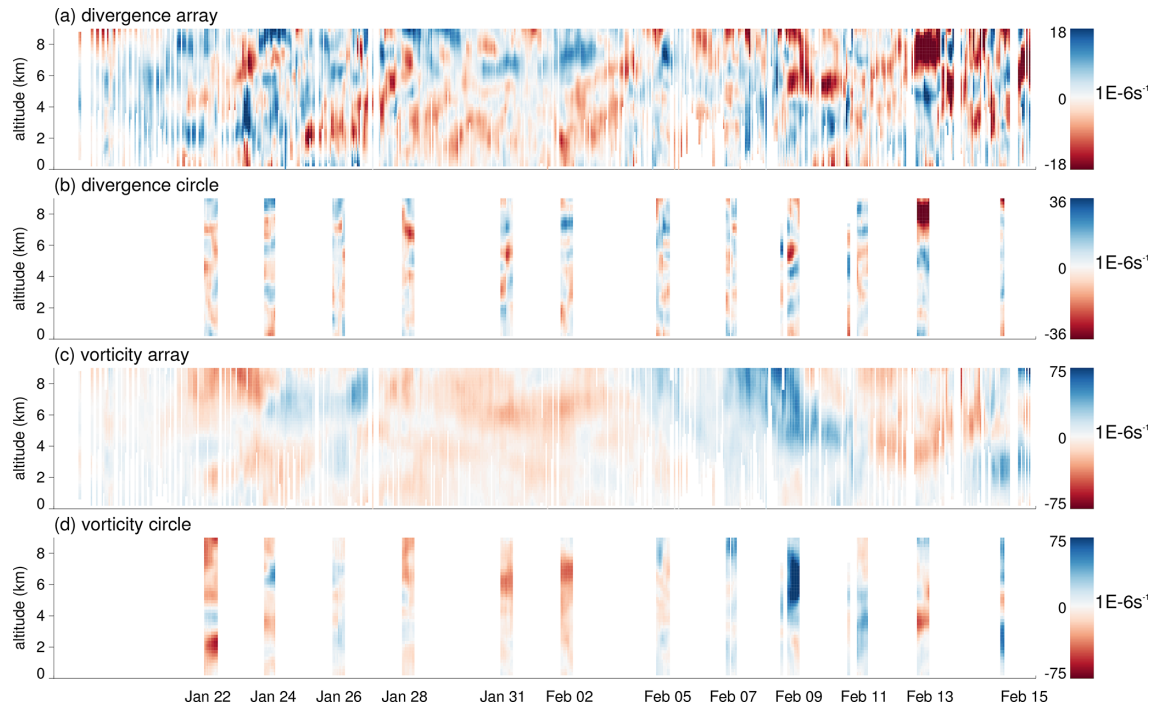 (a) divergence array
altitude (km)
8
6
4
2
0
18
0
-18
1E-6s⁻¹
(b) divergence circle
altitude (km)
8
6
4
2
0
36
0
-36
1E-6s⁻¹
(c) vorticity array
altitude (km)
8
6
4
2
0
75
0
-75
1E-6s⁻¹
(d) vorticity circle
altitude (km)
8
6
4
2
0
75
0
-75
1E-6s⁻¹
Jan 22 Jan 24 Jan 26 Jan 28 Jan 31 Feb 02 Feb 05 Feb 07 Feb 09 Feb 11 Feb 13 Feb 15